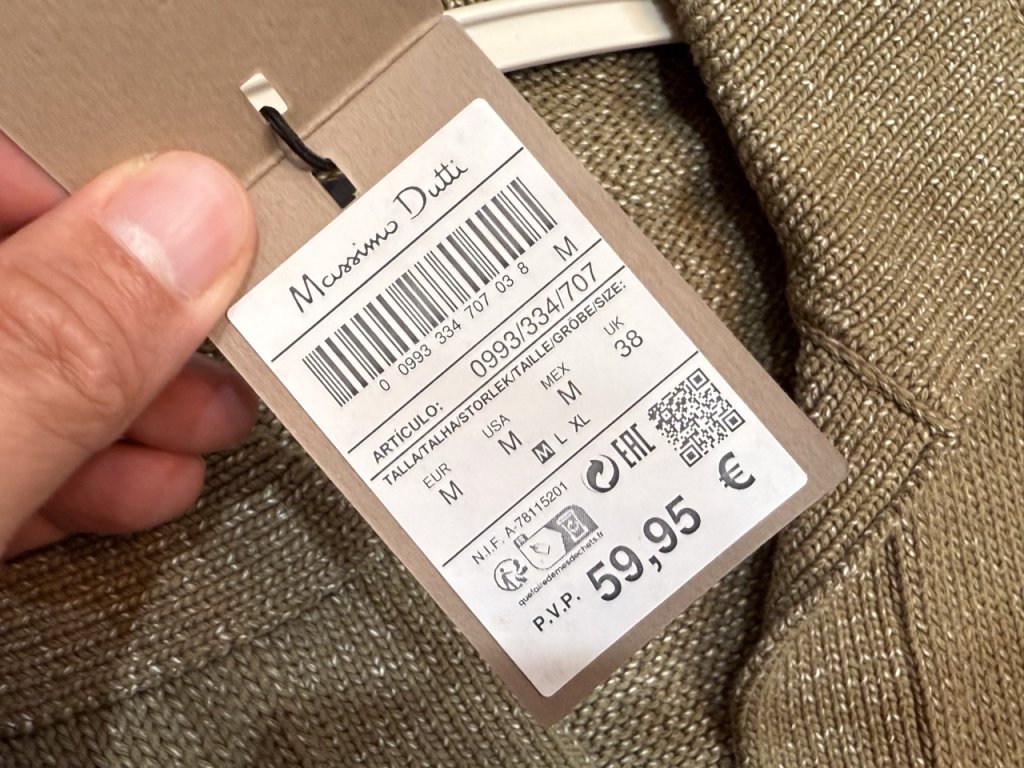 Massimo Dutti
0 0993 334 707 03 8 M
ARTÍCULO: 0993/334/707
TALLA/TALHA/STORLEK/TAILLE/GRÖBE/SIZE:
EUR USA MEX UK
M M M 38
M L XL
N.I.F. A-78115201
EAC
quefairedemesdechets.fr
P.V.P. 59,95 €